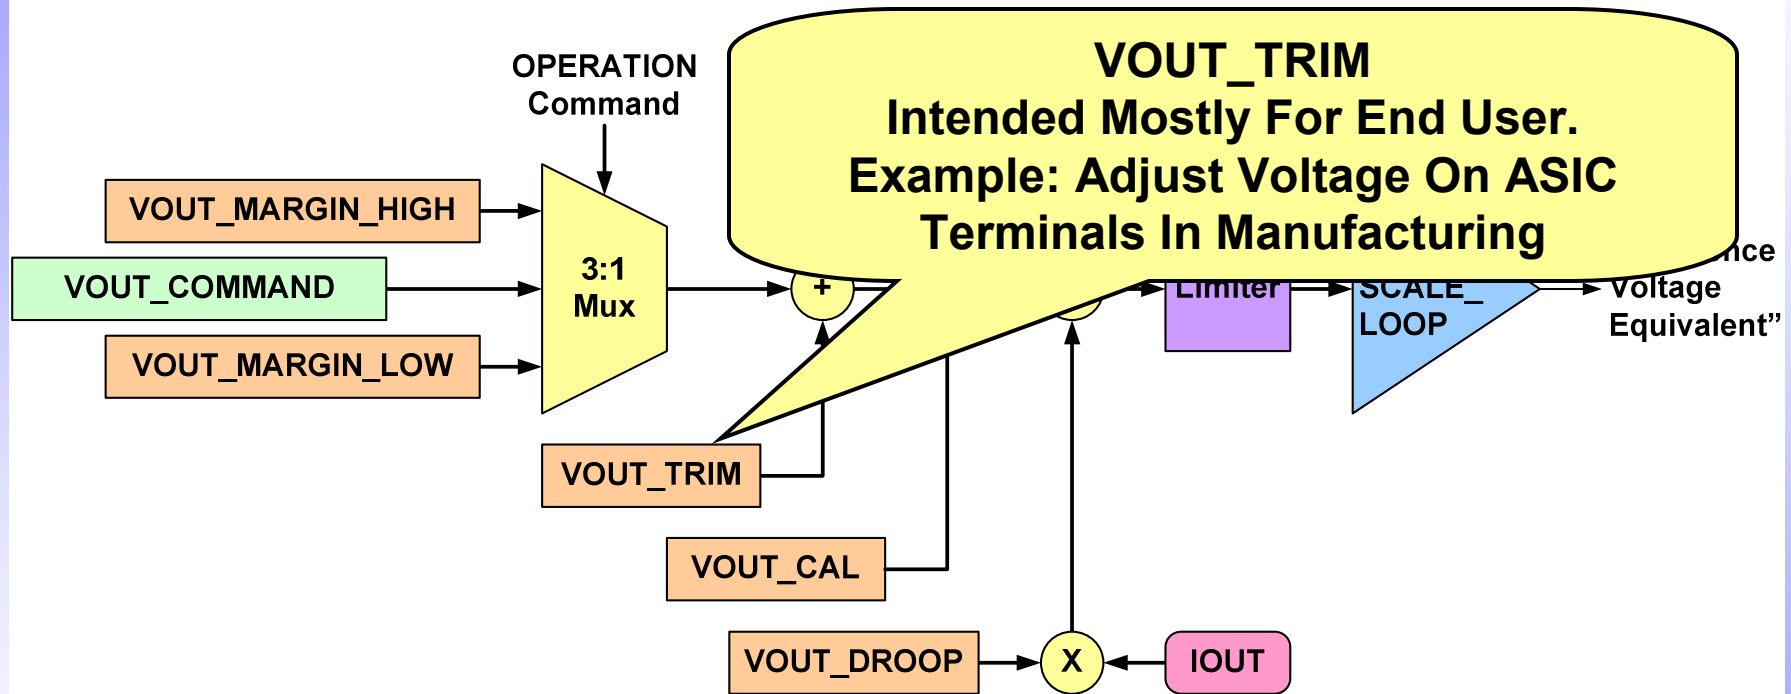 OPERATION
Command
VOUT_TRIM
Intended Mostly For End User.
Example: Adjust Voltage On ASIC
Terminals In Manufacturing
VOUT_MARGIN_HIGH
VOUT_COMMAND
VOUT_MARGIN_LOW
3:1
Mux
+
Limiter
SCALE_
LOOP
Voltage
Equivalent”
VOUT_TRIM
VOUT_CAL
VOUT_DROOP
X
IOUT